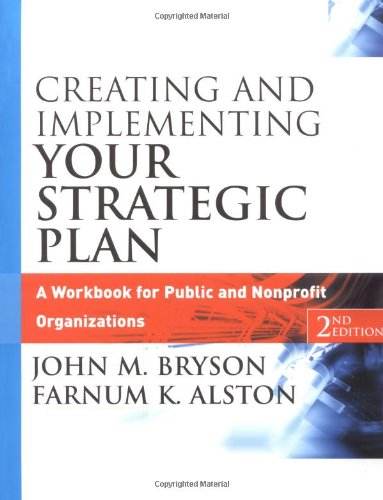 Copyrighted Material
CREATING AND
IMPLEMENTING
YOUR
STRATEGIC
PLAN
A Workbook for Public and Nonprofit
Organizations
2ND EDITION
JOHN M. BRYSON
FARNUM K. ALSTON
Copyrighted Material